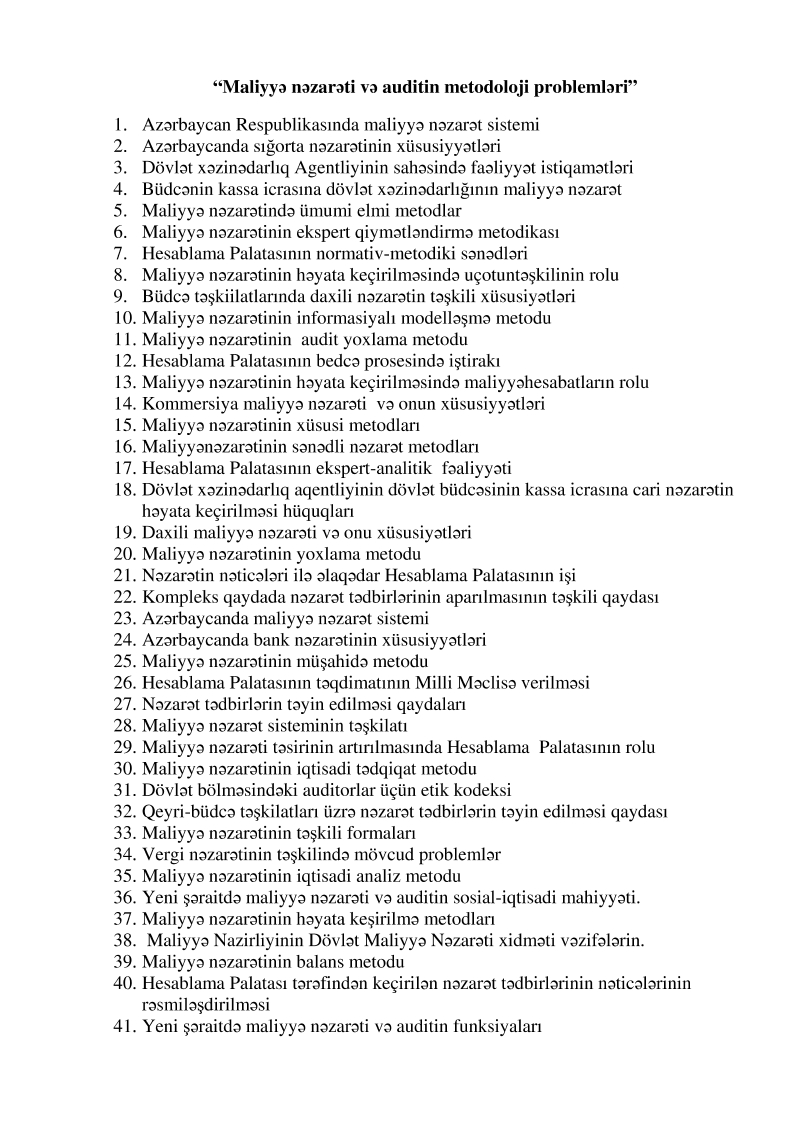 “Maliyyə nəzarəti və auditin metodoloji problemləri”
1. Azərbaycan Respublikasında maliyyə nəzarət sistemi
2. Azərbaycanda sığorta nəzarətinin xüsusiyyətləri
3. Dövlət xəzinədarlıq Agentliyinin sahəsində faəliyyət istiqamətləri
4. Büdcənin kassa icrasına dövlət xəzinədarlığının maliyyə nəzarət
5. Maliyyə nəzarətində ümumi elmi metodlar
6. Maliyyə nəzarətinin ekspert qiymətləndirmə metodikası
7. Hesablama Palatasının normativ-metodiki sənədləri
8. Maliyyə nəzarətinin həyata keçirilməsində uçotuntəşkilinin rolu
9. Büdcə təşkiilatlarında daxili nəzarətin təşkili xüsusiyətləri
10. Maliyyə nəzarətinin informasiyalı modelləşmə metodu
11. Maliyyə nəzarətinin  audit yoxlama metodu
12. Hesablama Palatasının bedcə prosesində iştirakı
13. Maliyyə nəzarətinin həyata keçirilməsində maliyyəhesabatların rolu
14. Kommersiya maliyyə nəzarəti  və onun xüsusiyyətləri
15. Maliyyə nəzarətinin xüsusi metodları
16. Maliyyənəzarətinin sənədli nəzarət metodları
17. Hesablama Palatasının ekspert-analitik  fəaliyyəti
18. Dövlət xəzinədarlıq aqentliyinin dövlət büdcəsinin kassa icrasına cari nəzarətin
həyata keçirilməsi hüquqları
19. Daxili maliyyə nəzarəti və onu xüsusiyətləri
20. Maliyyə nəzarətinin yoxlama metodu
21. Nəzarətin nəticələri ilə əlaqədar Hesablama Palatasının işi
22. Kompleks qaydada nəzarət tədbirlərinin aparılmasının təşkili qaydası
23. Azərbaycanda maliyyə nəzarət sistemi
24. Azərbaycanda bank nəzarətinin xüsusiyyətləri
25. Maliyyə nəzarətinin müşahidə metodu
26. Hesablama Palatasının təqdimatının Milli Məclisə verilməsi
27. Nəzarət tədbirlərin təyin edilməsi qaydaları
28. Maliyyə nəzarət sisteminin təşkilatı
29. Maliyyə nəzarəti təsirinin artırılmasında Hesablama  Palatasının rolu
30. Maliyyə nəzarətinin iqtisadi tədqiqat metodu
31. Dövlət bölməsindəki auditorlar üçün etik kodeksi
32. Qeyri-büdcə təşkilatları üzrə nəzarət tədbirlərin təyin edilməsi qaydası
33. Maliyyə nəzarətinin təşkili formaları
34. Vergi nəzarətinin təşkilində mövcud problemlər
35. Maliyyə nəzarətinin iqtisadi analiz metodu
36. Yeni şəraitdə maliyyə nəzarəti və auditin sosial-iqtisadi mahiyyəti.
37. Maliyyə nəzarətinin həyata keşirilmə metodları
38.  Maliyyə Nazirliyinin Dövlət Maliyyə Nəzarəti xidməti vəzifələrin.
39. Maliyyə nəzarətinin balans metodu
40. Hesablama Palatası tərəfindən keçirilən nəzarət tədbirlərinin nəticələrinin
rəsmiləşdirilməsi
41. Yeni şəraitdə maliyyə nəzarəti və auditin funksiyaları